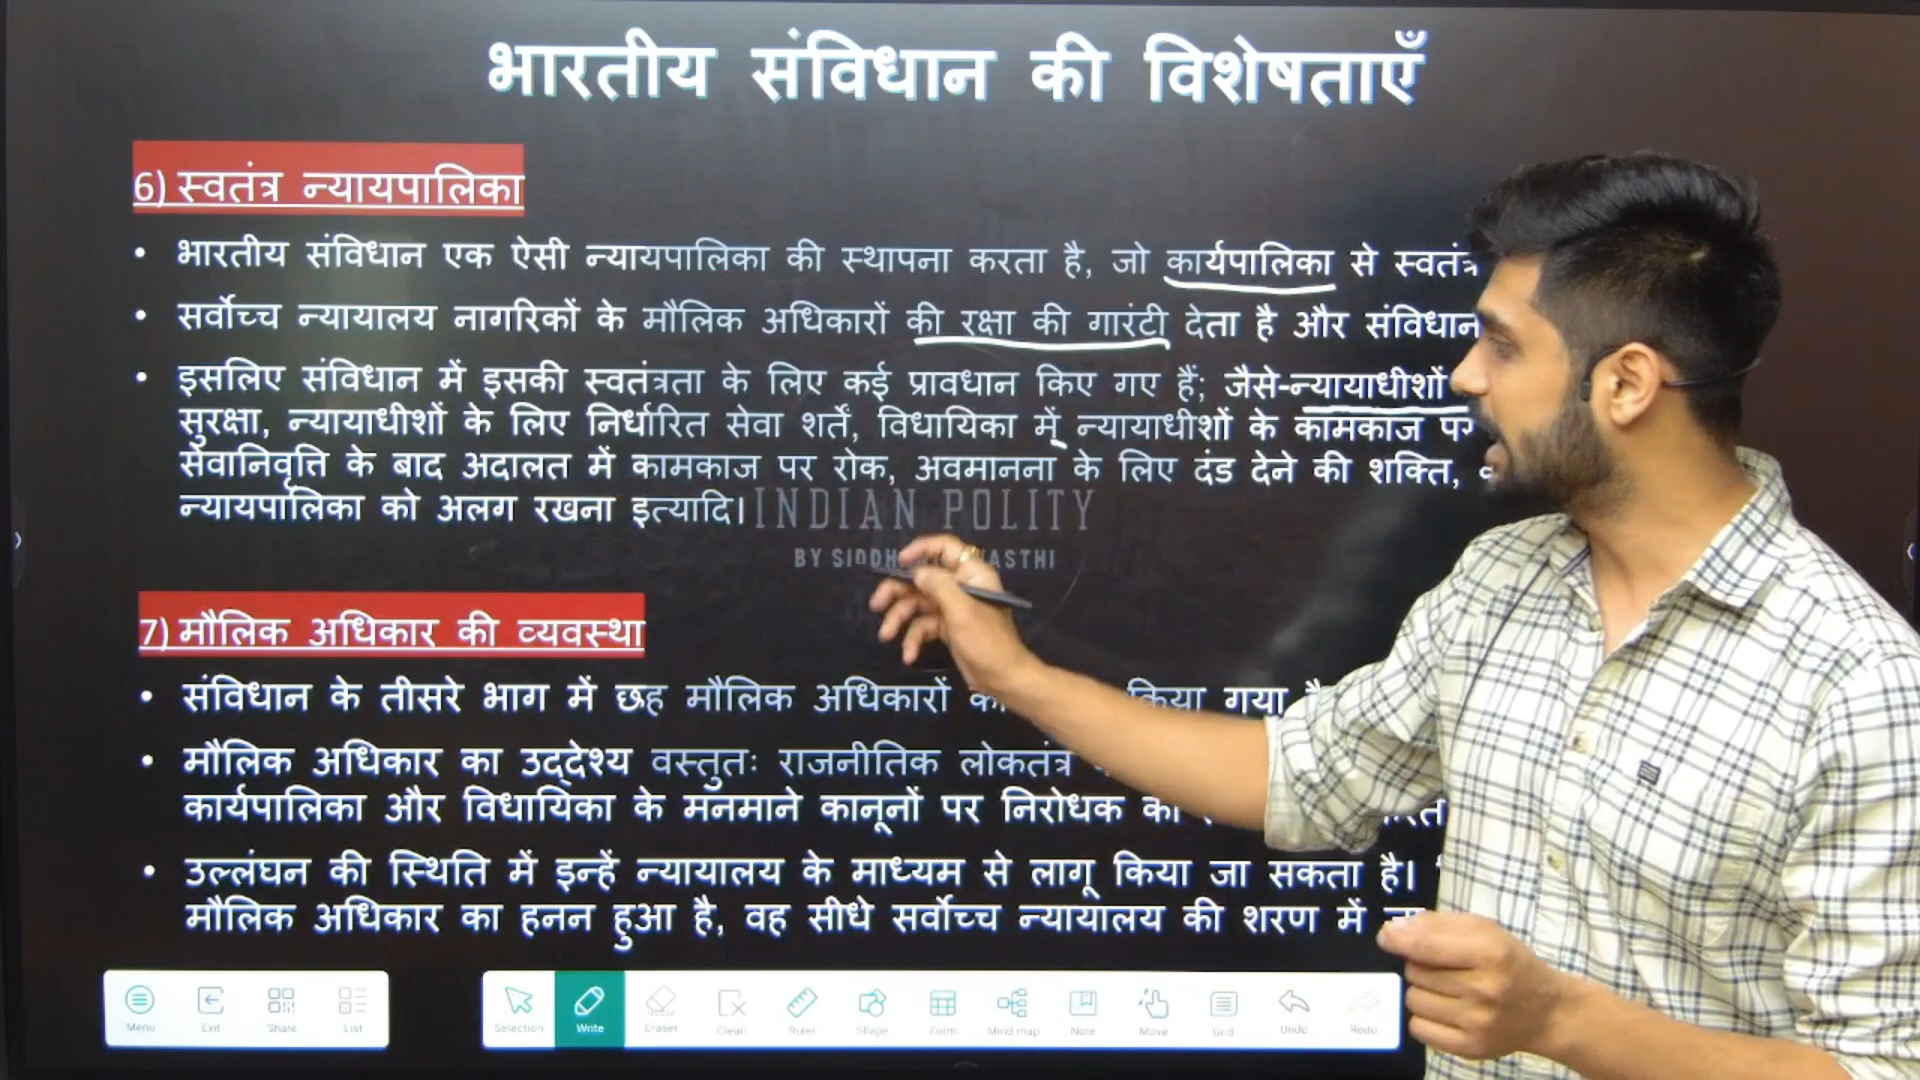 भारतीय संविधान की विशेषताएँ
6) स्वतंत्र न्यायपालिका
• भारतीय संविधान एक ऐसी न्यायपालिका की स्थापना करता है, जो कार्यपालिका से स्वतंत्र
• सर्वोच्च न्यायालय नागरिकों के मौलिक अधिकारों की रक्षा की गारंटी देता है और संविधान
• इसलिए संविधान में इसकी स्वतंत्रता के लिए कई प्रावधान किए गए हैं; जैसे-न्यायाधीशों
सुरक्षा, न्यायाधीशों के लिए निर्धारित सेवा शर्तें, विधायिका में न्यायाधीशों के कामकाज पर
सेवानिवृत्ति के बाद अदालत में कामकाज पर रोक, अवमानना के लिए दंड देने की शक्ति,
न्यायपालिका को अलग रखना इत्यादि।
INDIAN POLITY
BY
7) मौलिक अधिकार की व्यवस्था
• संविधान के तीसरे भाग में छह मौलिक अधिकारों किया गया
• मौलिक अधिकार का उद्देश्य वस्तुतः राजनीतिक लोकतंत्र
कार्यपालिका और विधायिका के मनमाने कानूनों पर निरोधक
• उल्लंघन की स्थिति में इन्हें न्यायालय के माध्यम से लागू किया जा सकता है।
मौलिक अधिकार का हनन हुआ है, वह सीधे सर्वोच्च न्यायालय की शरण में
Menu Exit Share List Selection Write Eraser Clean Ruler Shape Form Mind map Note Move Grid Undo Redo